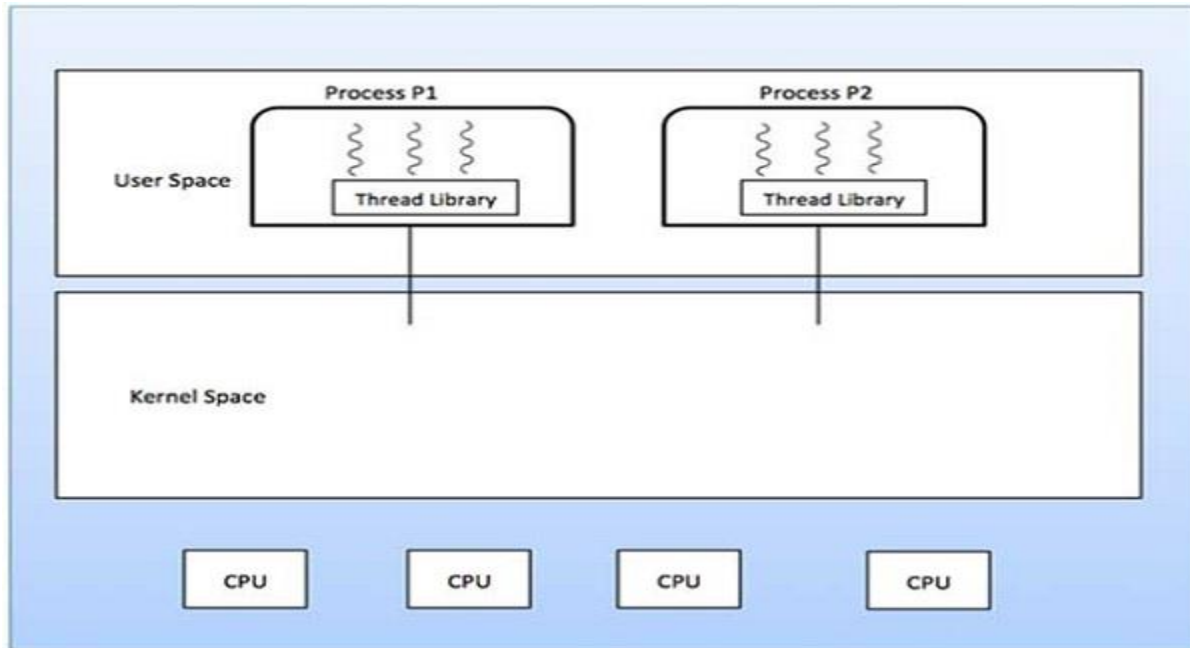 Process P1
Process P2
User Space
Thread Library
Thread Library
Kernel Space
CPU
CPU
CPU
CPU